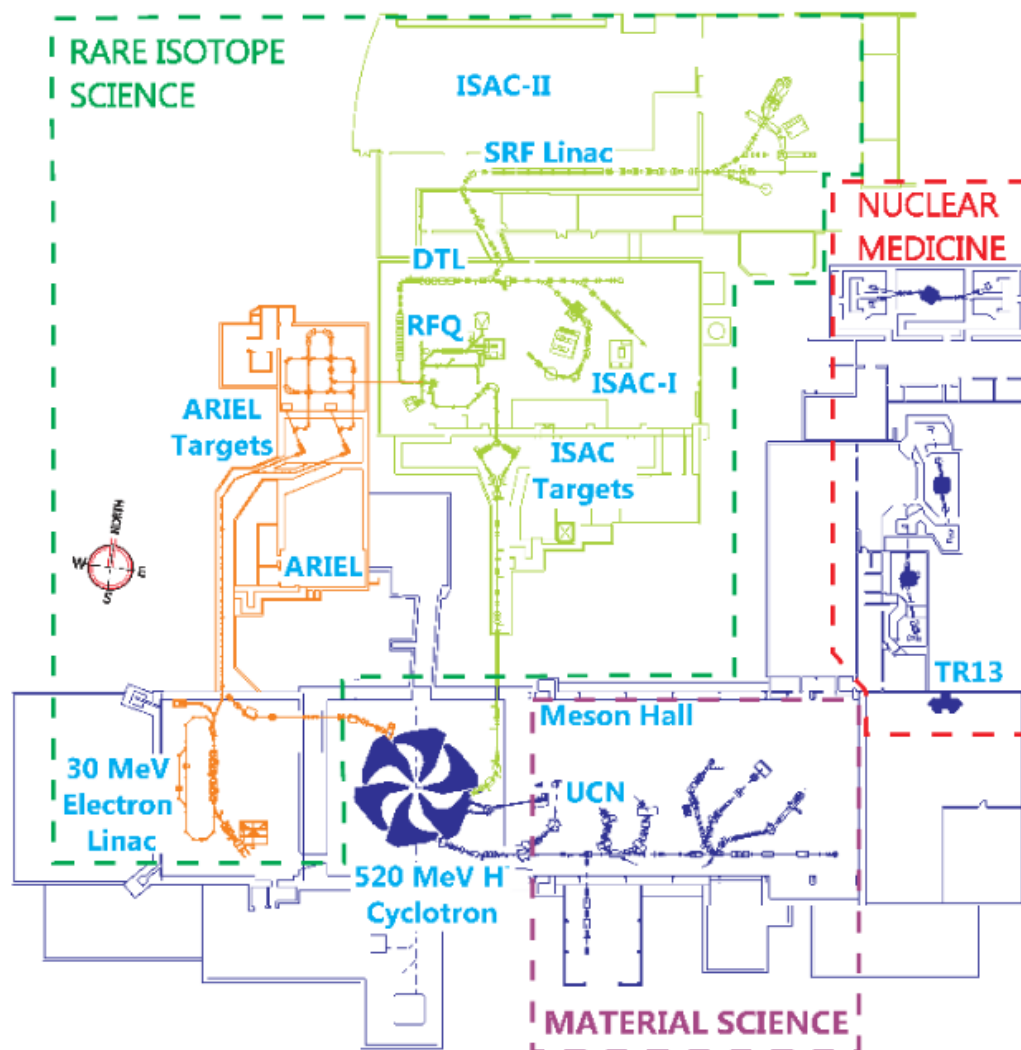 RARE ISOTOPE
SCIENCE
ISAC-II
SRF Linac
NUCLEAR
MEDICINE
DTL
RFQ
ISAC-I
ARIEL
Targets
ISAC
Targets
NORTH
W
E
S
ARIEL
TR13
Meson Hall
30 MeV
Electron
Linac
UCN
520 MeV H⁻
Cyclotron
MATERIAL SCIENCE